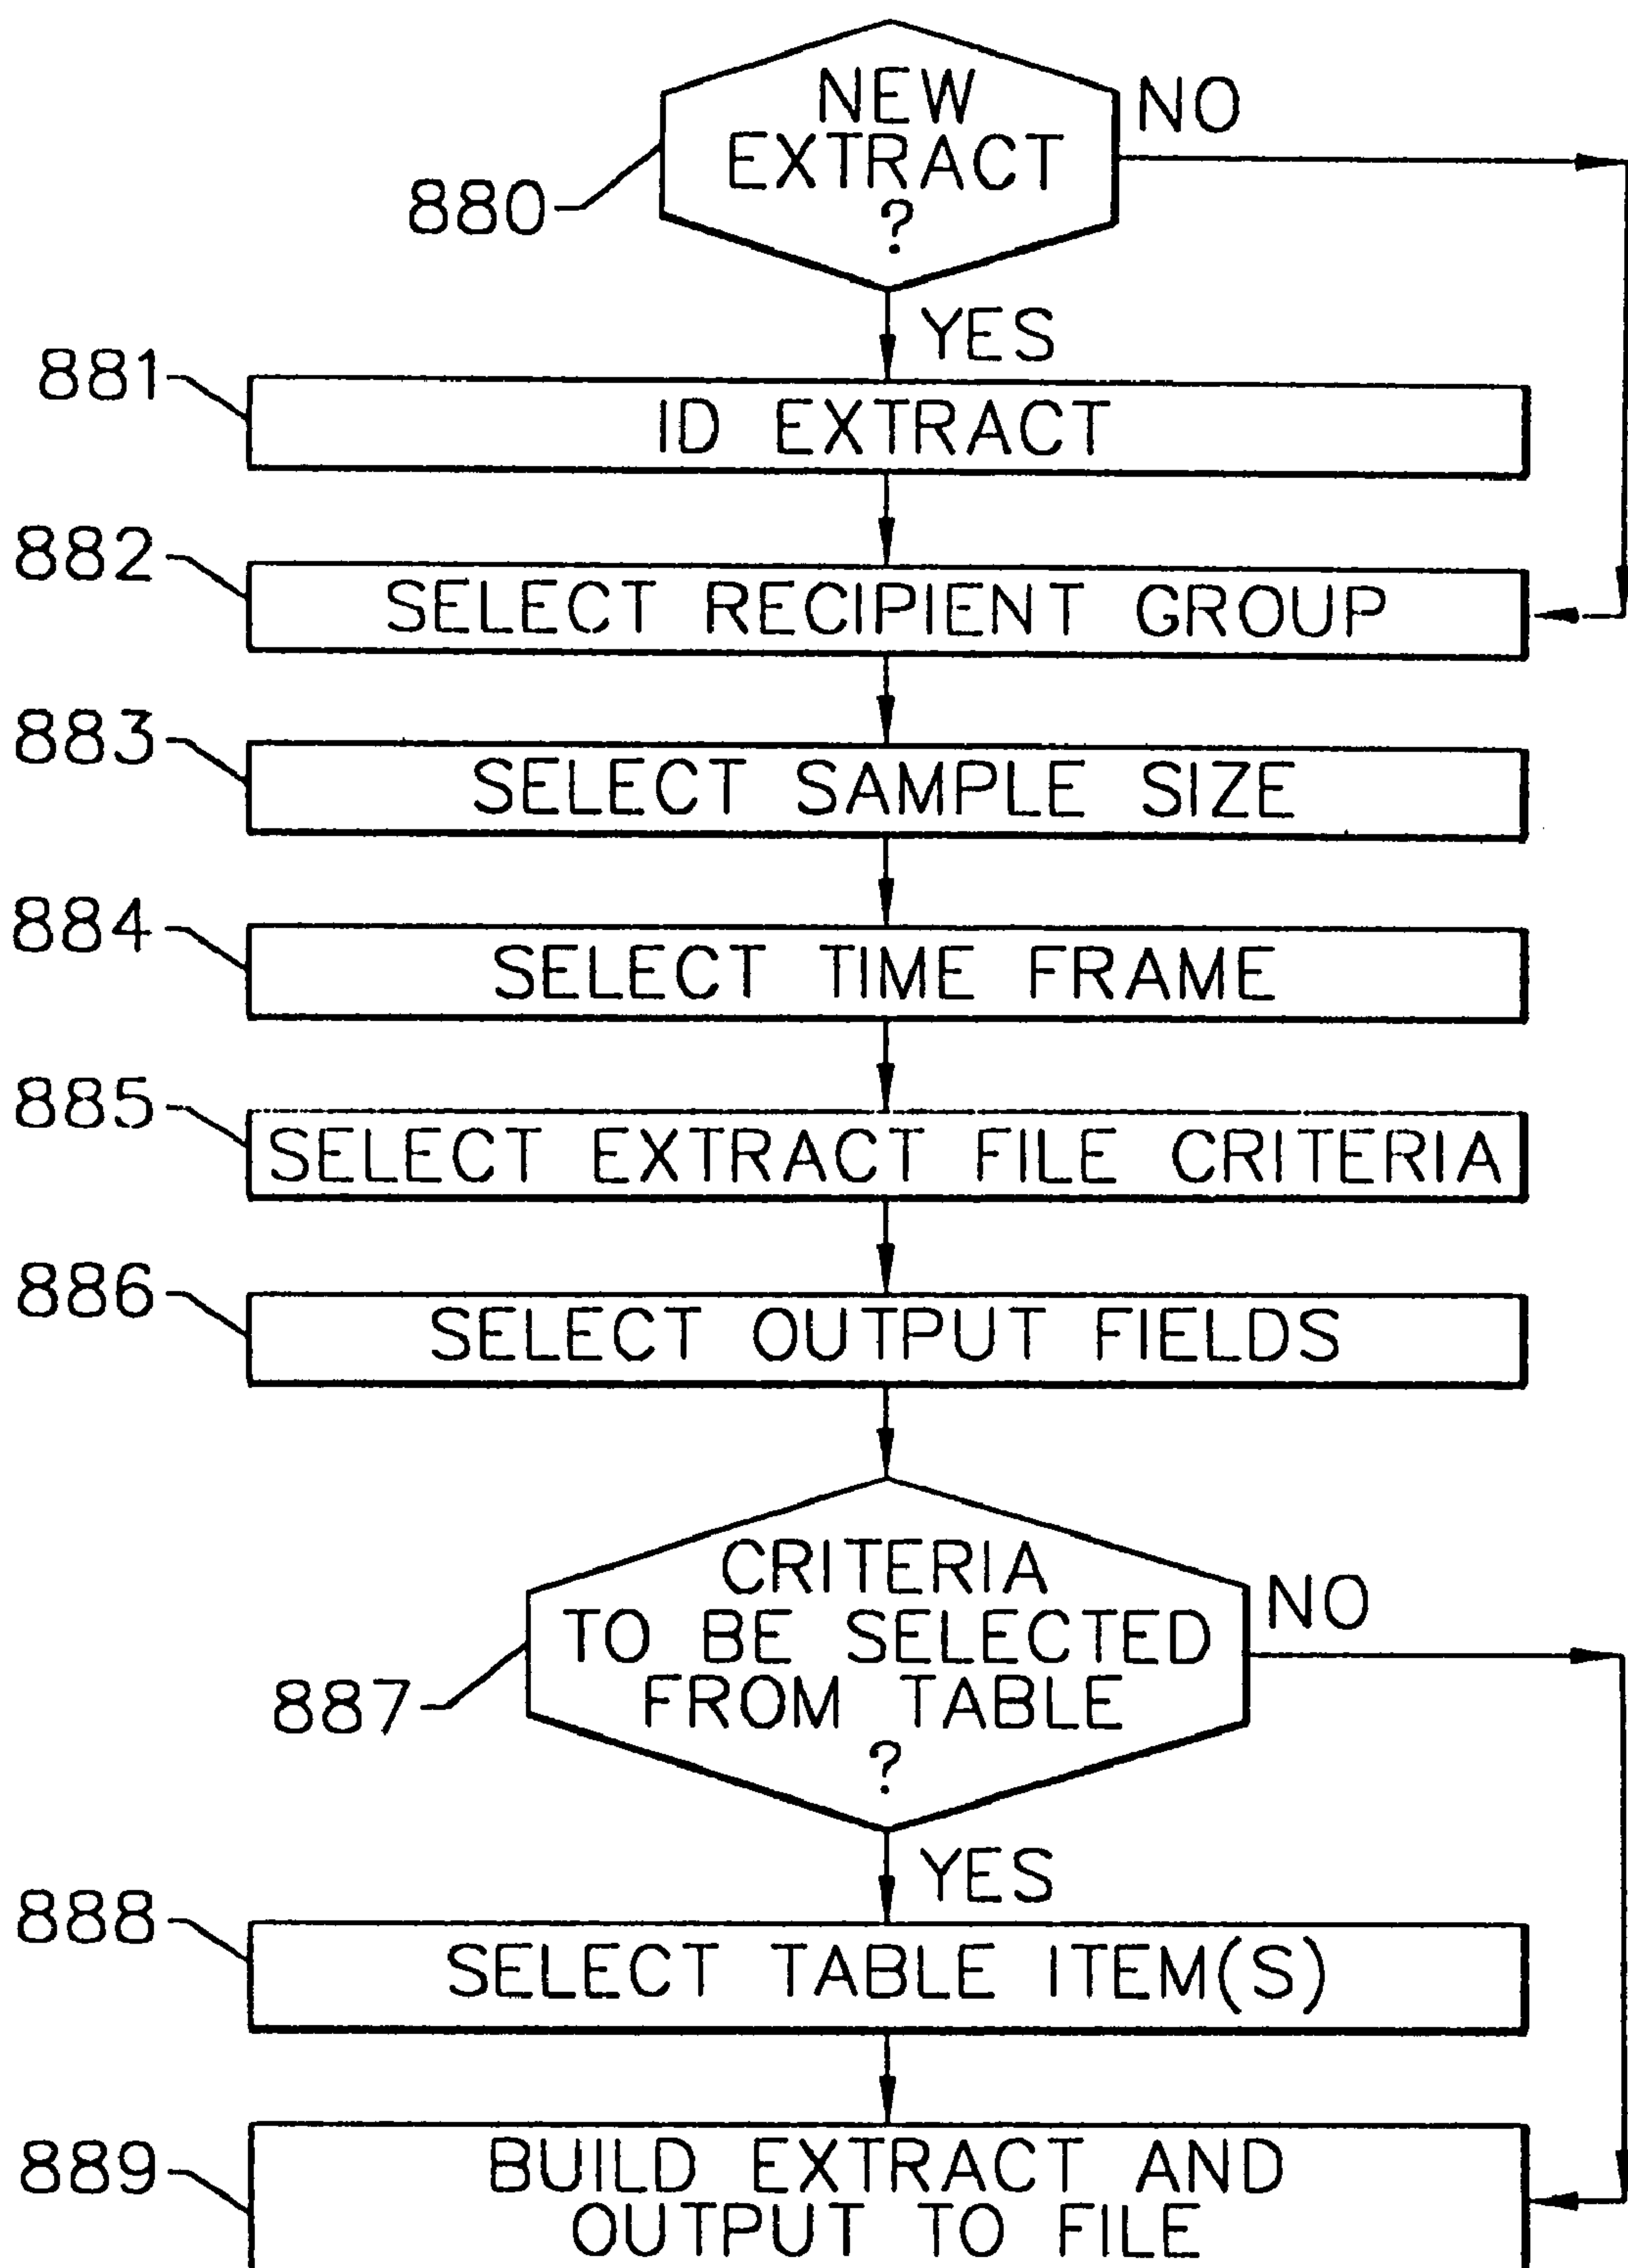 NEW
EXTRACT
?
NO
880
YES
881
ID EXTRACT
882
SELECT RECIPIENT GROUP
883
SELECT SAMPLE SIZE
884
SELECT TIME FRAME
885
SELECT EXTRACT FILE CRITERIA
886
SELECT OUTPUT FIELDS
CRITERIA
TO BE SELECTED
FROM TABLE
?
NO
887
YES
888
SELECT TABLE ITEM(S)
889
BUILD EXTRACT AND
OUTPUT TO FILE